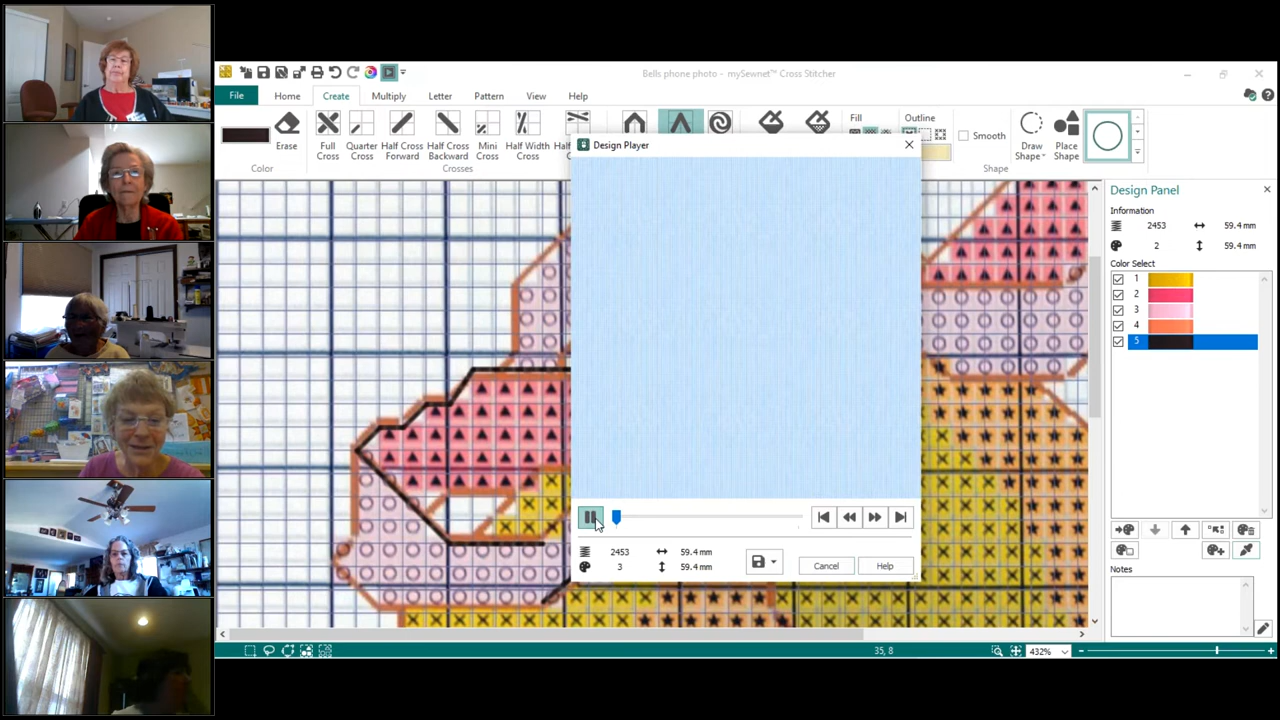 Bells phone photo - mySewnet™ Cross Stitcher
File Home Create Multiply Letter Pattern View Help
Erase
Full Cross
Quarter Cross
Half Cross Forward
Half Cross Backward
Mini Cross
Half Width Cross
Fill
Outline
Smooth
Draw Shape
Place Shape
Color
Crosses
Shape
Design Player
2453
59.4 mm
3
59.4 mm
Cancel
Help
Design Panel
Information
2453
59.4 mm
2
59.4 mm
Color Select
1
2
3
4
5
Notes
35, 8
432%